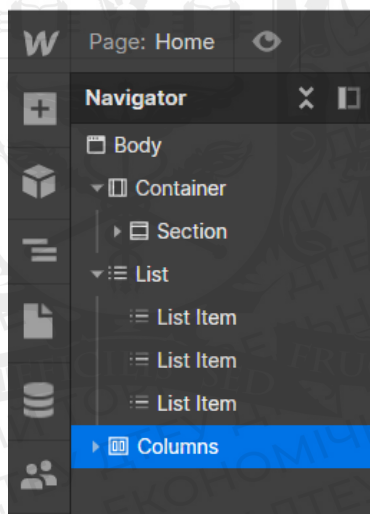 W Page: Home
Navigator
Body
Container
Section
List
List Item
List Item
List Item
Columns